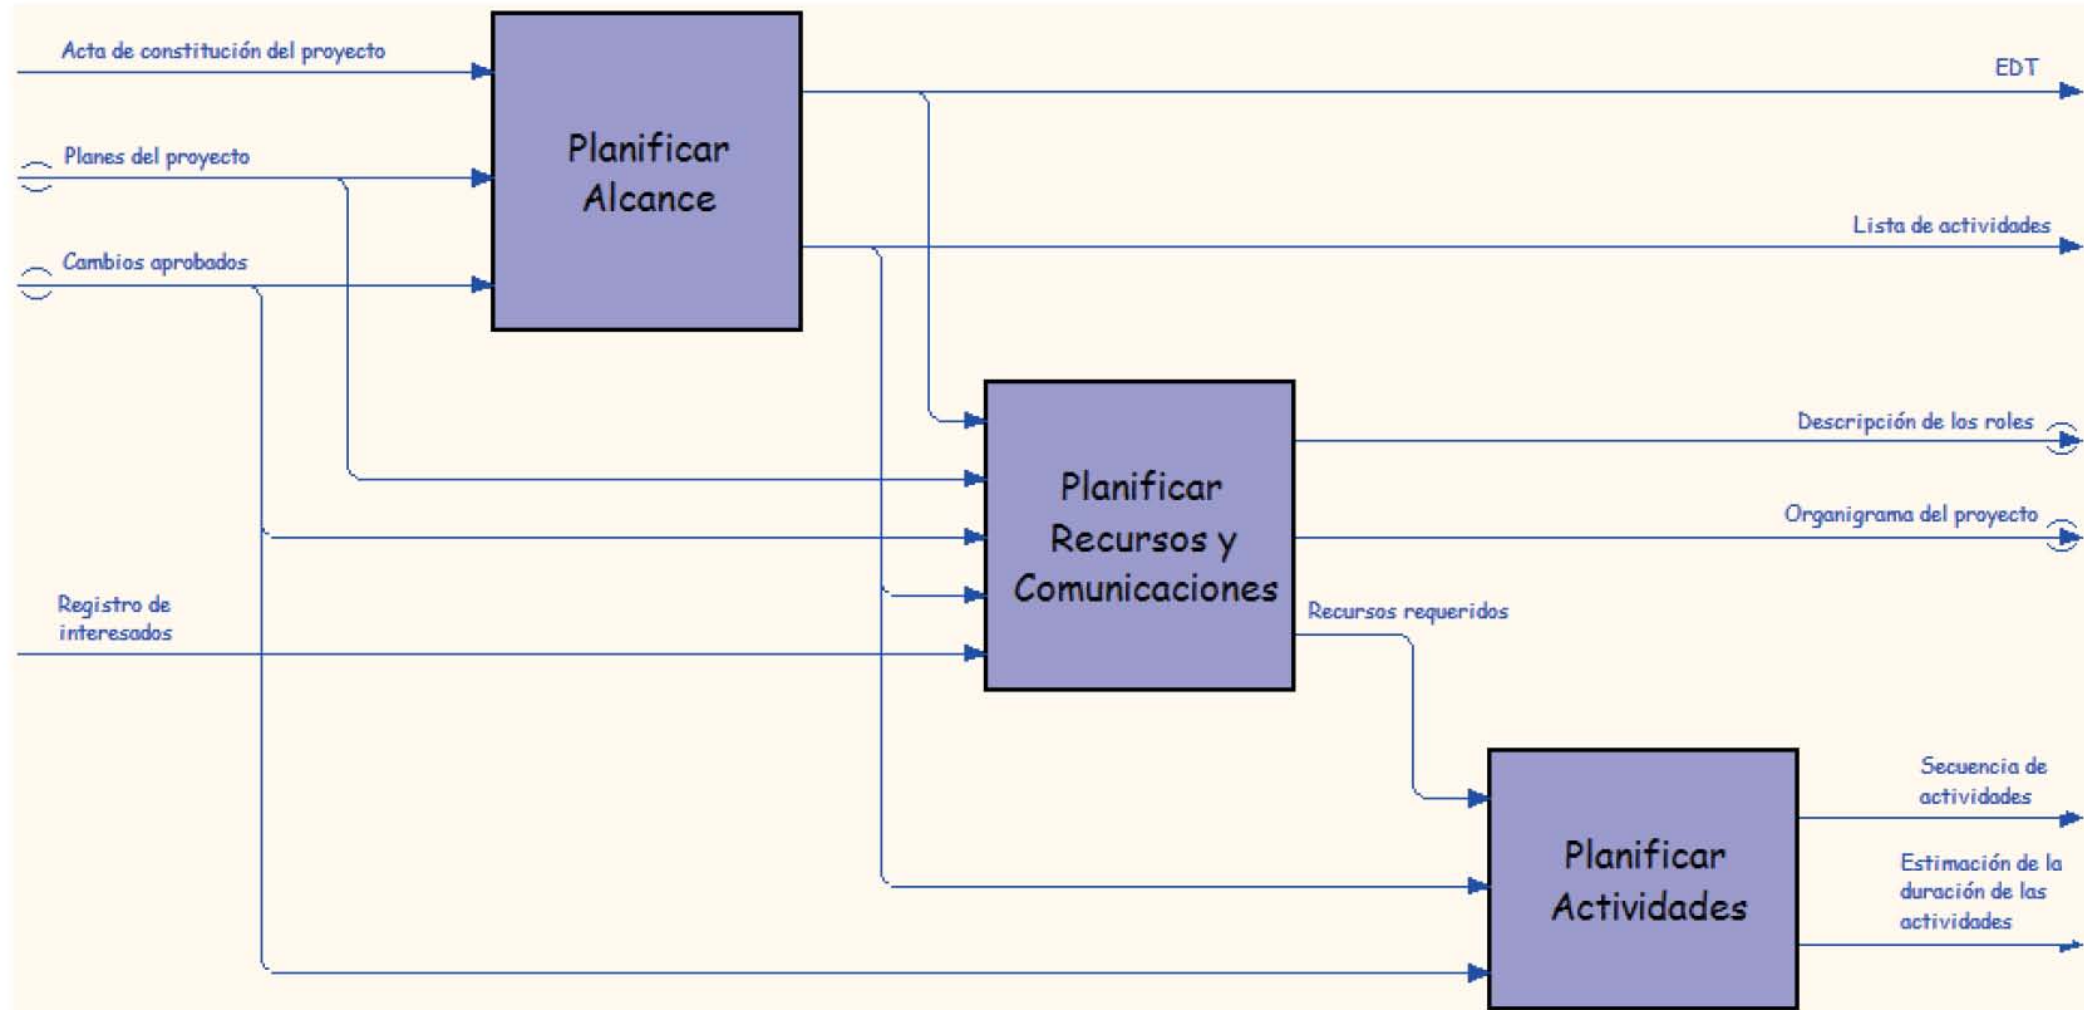 Acta de constitución del proyecto
EDT
Planes del proyecto
Planificar
Alcance
Lista de actividades
Cambios aprobados
Descripción de los roles
Planificar
Recursos y
Comunicaciones
Organigrama del proyecto
Registro de
interesados
Recursos requeridos
Secuencia de
actividades
Planificar
Actividades
Estimación de la
duración de las
actividades